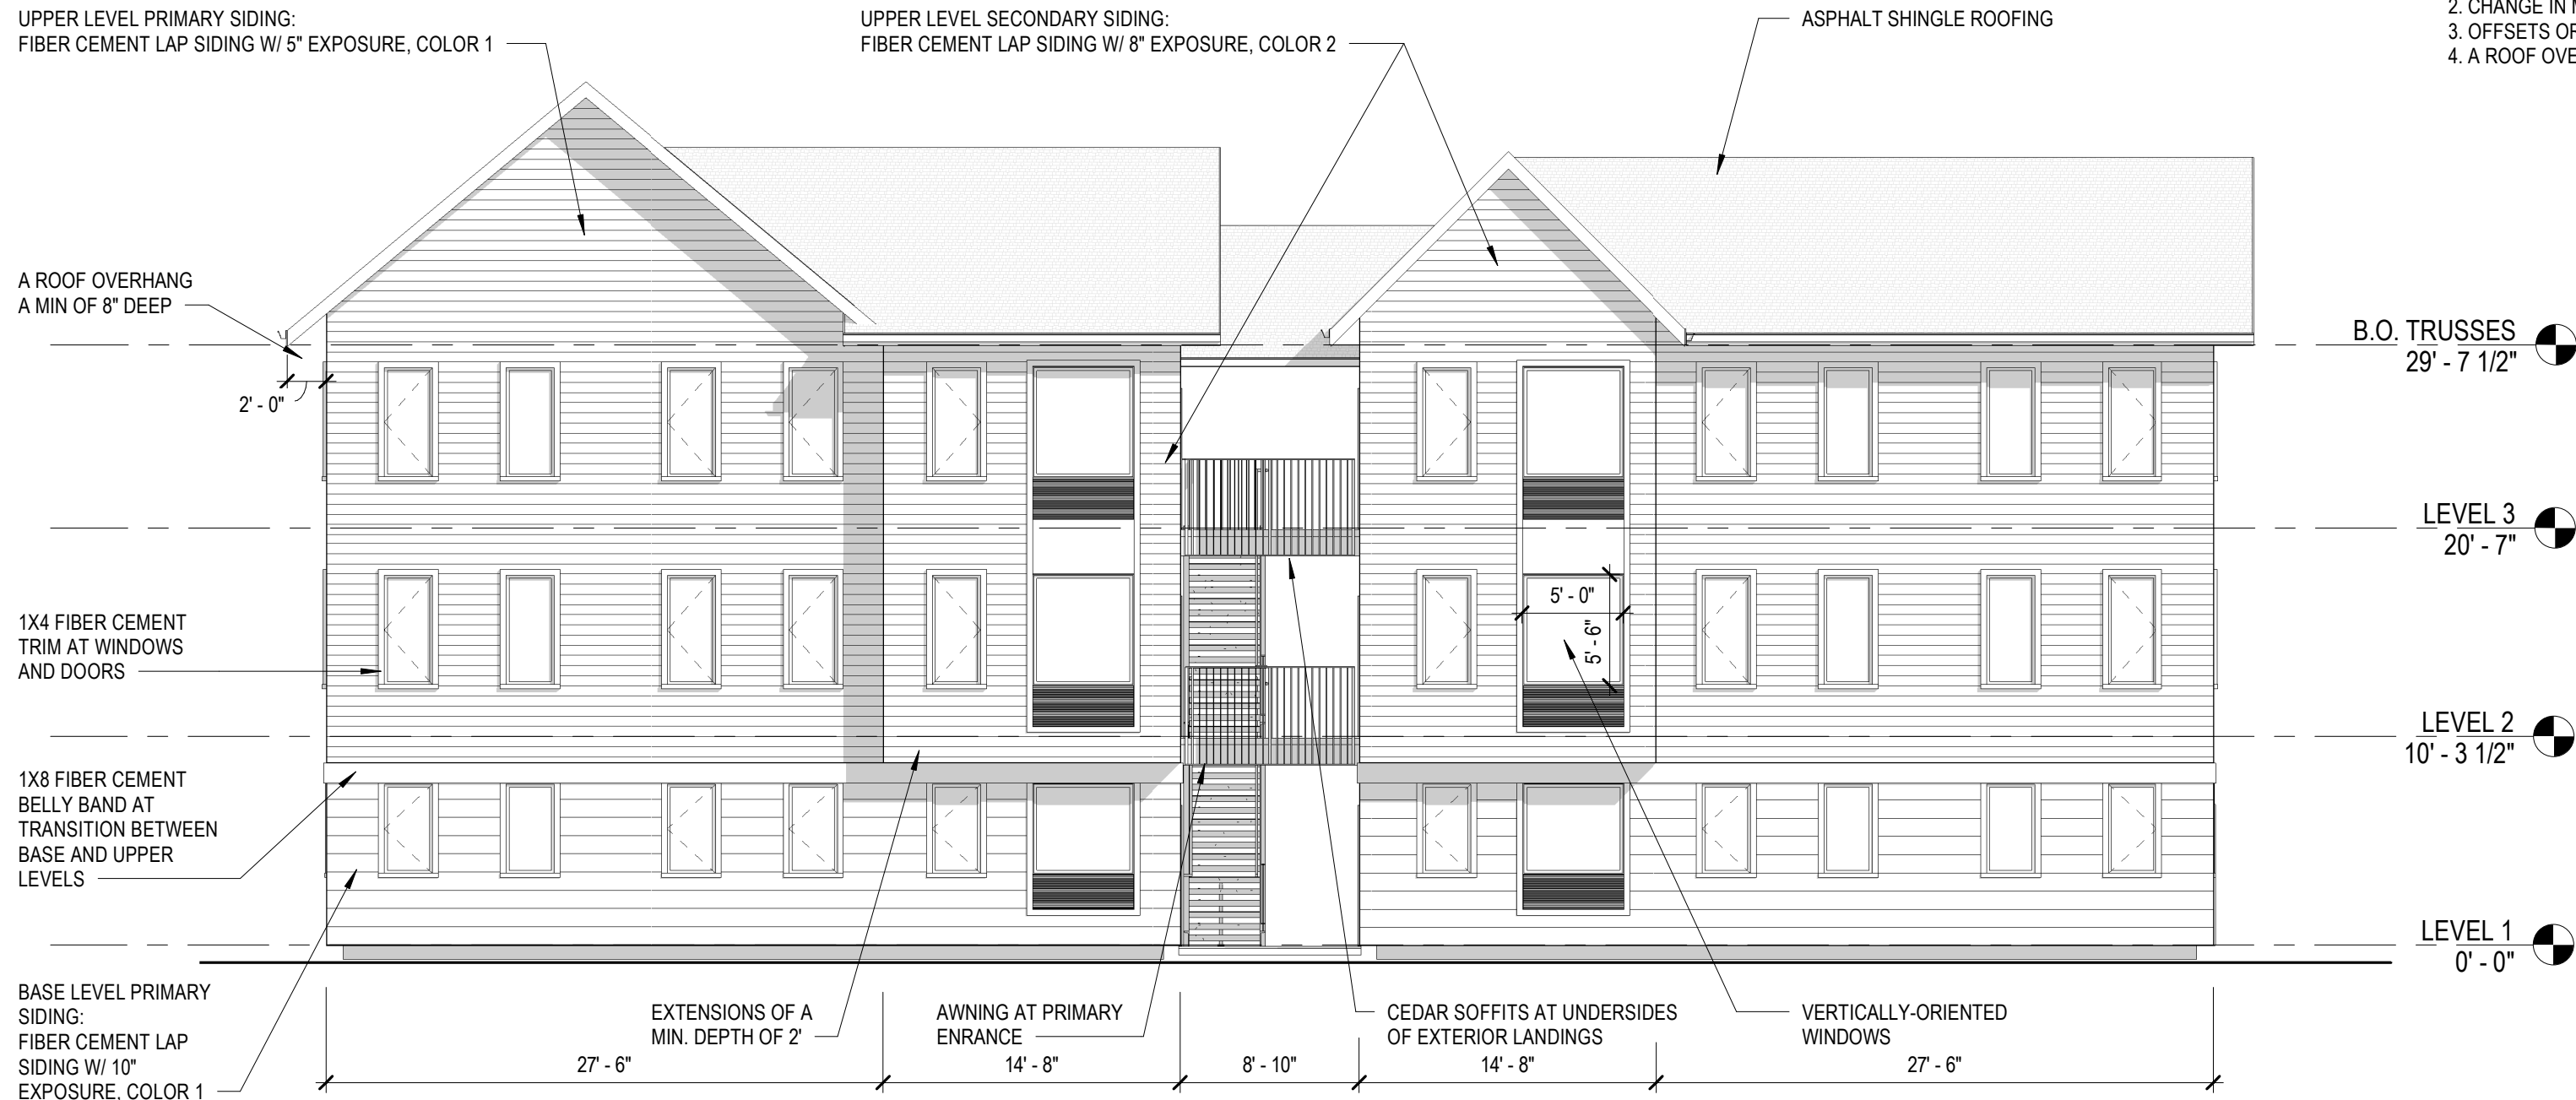 UPPER LEVEL PRIMARY SIDING:
FIBER CEMENT LAP SIDING W/ 5" EXPOSURE, COLOR 1
UPPER LEVEL SECONDARY SIDING:
FIBER CEMENT LAP SIDING W/ 8" EXPOSURE, COLOR 2
ASPHALT SHINGLE ROOFING
2. CHANGE IN
3. OFFSETS OR
4. A ROOF OVE
A ROOF OVERHANG
A MIN OF 8" DEEP
2' - 0"
B.O. TRUSSES
29' - 7 1/2"
LEVEL 3
20' - 7"
5' - 0"
5' - 6"
1X4 FIBER CEMENT
TRIM AT WINDOWS
AND DOORS
LEVEL 2
10' - 3 1/2"
1X8 FIBER CEMENT
BELLY BAND AT
TRANSITION BETWEEN
BASE AND UPPER
LEVELS
LEVEL 1
0' - 0"
BASE LEVEL PRIMARY
SIDING:
FIBER CEMENT LAP
SIDING W/ 10"
EXPOSURE, COLOR 1
EXTENSIONS OF A
MIN. DEPTH OF 2'
AWNING AT PRIMARY
ENRANCE
CEDAR SOFFITS AT UNDERSIDES
OF EXTERIOR LANDINGS
VERTICALLY-ORIENTED
WINDOWS
27' - 6"
14' - 8"
8' - 10"
14' - 8"
27' - 6"